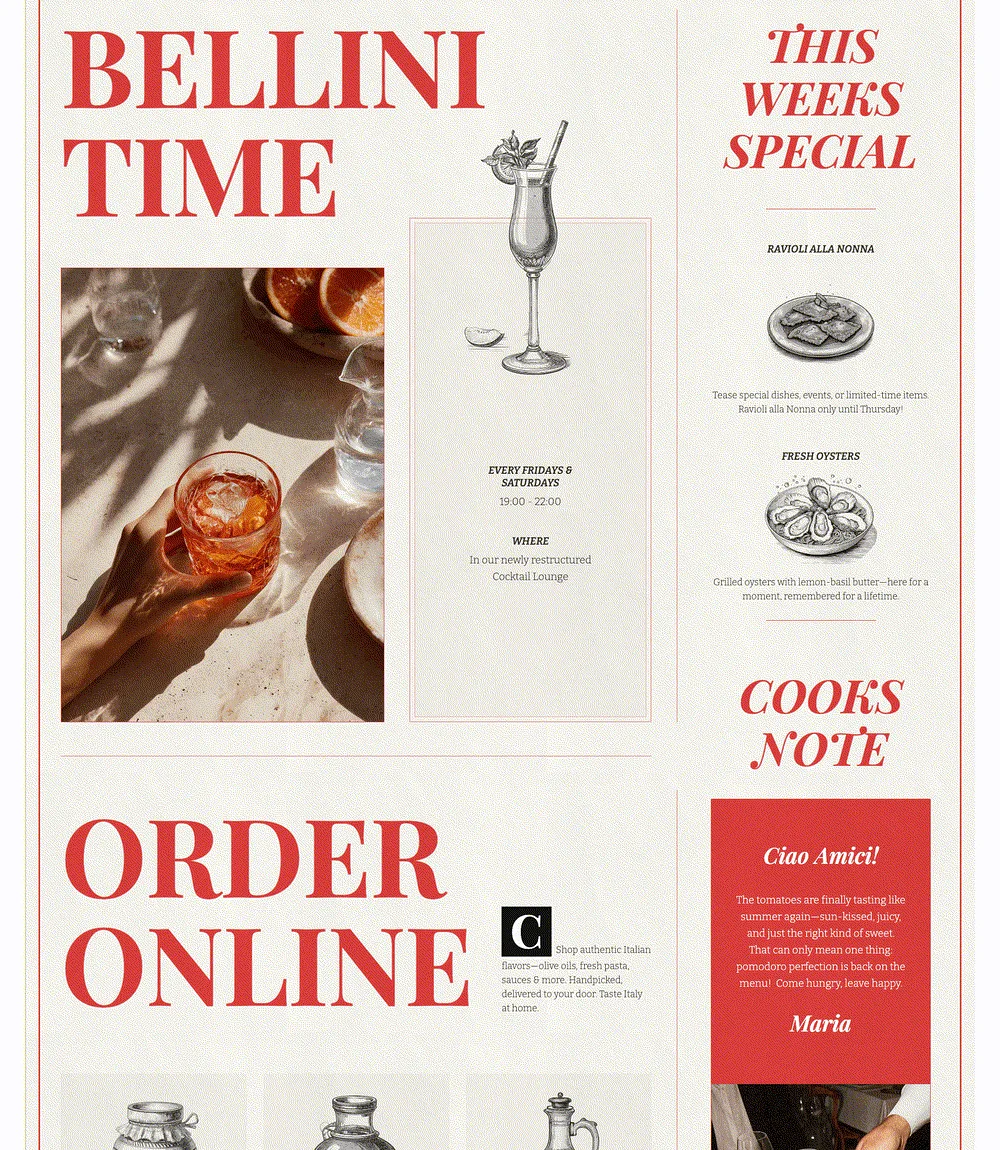 BELLINI
TIME
EVERY FRIDAYS &
SATURDAYS
19:00 - 22:00
WHERE
In our newly restructured
Cocktail Lounge
THIS
WEEKS
SPECIAL
RAVIOLI ALLA NONNA
Tease special dishes, events, or limited-time items.
Ravioli alla Nonna only until Thursday!
FRESH OYSTERS
Grilled oysters with lemon-basil butter—here for a
moment, remembered for a lifetime.
ORDER
ONLINE
C
Shop authentic Italian
flavors—olive oils, fresh pasta,
sauces & more. Handpicked,
delivered to your door. Taste Italy
at home.
COOKS
NOTE
Ciao Amici!
The tomatoes are finally tasting like
summer again—sun-kissed, juicy,
and just the right kind of sweet.
That can only mean one thing:
pomodoro perfection is back on the
menu! Come hungry, leave happy.
Maria